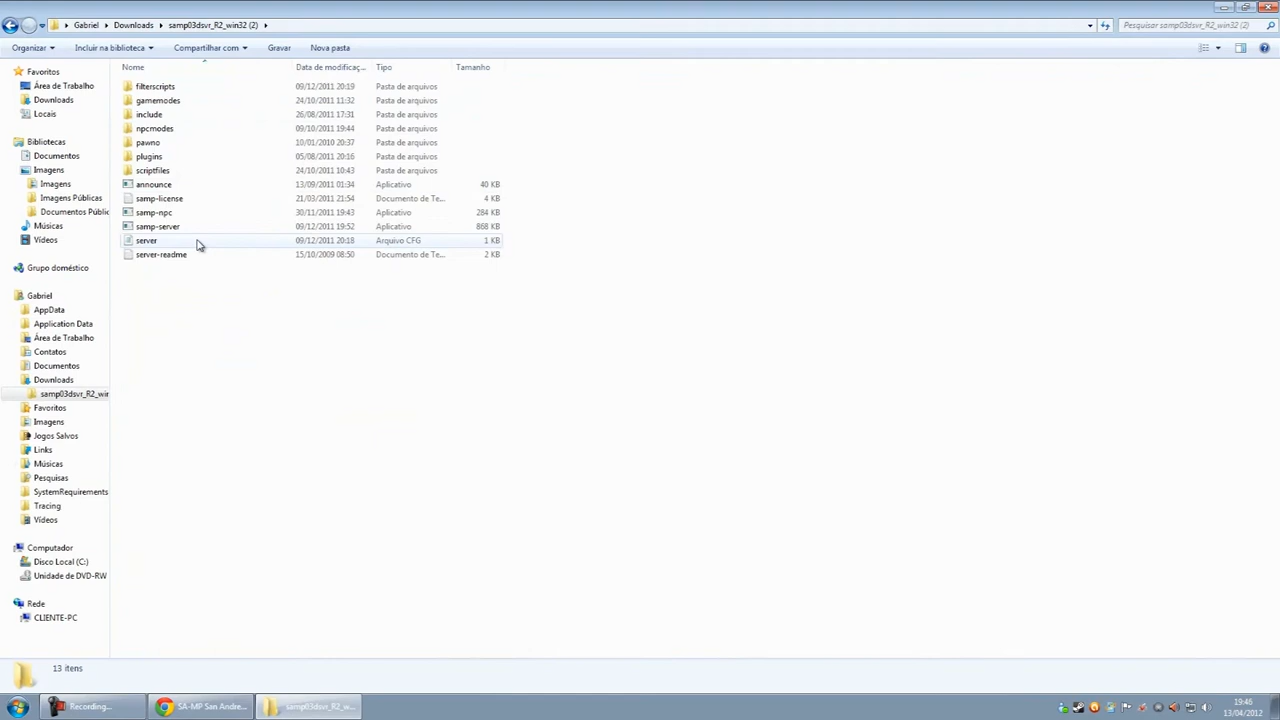 Gabriel ▸ Downloads ▸ samp03dsvr_R2_win32 (2) ▸
Pesquisar samp03dsvr_R2_win32 (2)
Organizar Incluir na biblioteca Compartilhar com Gravar Nova pasta
Nome Data de modificaç... Tipo Tamanho
filterscripts 09/12/2011 20:19 Pasta de arquivos
gamemodes 24/10/2011 11:32 Pasta de arquivos
include 26/08/2011 17:31 Pasta de arquivos
npcmodes 09/10/2011 19:44 Pasta de arquivos
pawno 10/01/2010 20:37 Pasta de arquivos
plugins 05/08/2011 20:16 Pasta de arquivos
scriptfiles 24/10/2011 10:43 Pasta de arquivos
announce 13/09/2011 01:34 Aplicativo 40 KB
samp-license 21/03/2011 21:54 Documento de Te... 4 KB
samp-npc 30/11/2011 19:43 Aplicativo 284 KB
samp-server 09/12/2011 19:52 Aplicativo 868 KB
server 09/12/2011 20:18 Arquivo CFG 1 KB
server-readme 15/10/2009 08:50 Documento de Te... 2 KB
Favoritos
Área de Trabalho
Downloads
Locais
Bibliotecas
Documentos
Imagens
Imagens
Imagens Públicas
Documentos Públic
Músicas
Vídeos
Grupo doméstico
Gabriel
AppData
Application Data
Área de Trabalho
Contatos
Documentos
Downloads
samp03dsvr_R2_win
Favoritos
Imagens
Jogos Salvos
Links
Músicas
Pesquisas
SystemRequirements
Tracing
Vídeos
Computador
Disco Local (C:)
Unidade de DVD-RW
Rede
CLIENTE-PC
13 itens
Recording...
SA-MP San Andre...
samp03dsvr_R2_w...
19:46
13/04/2012